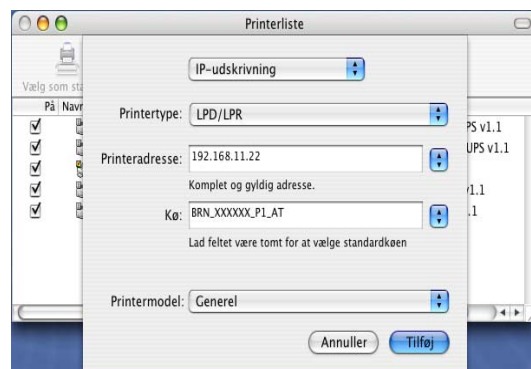 Printerliste
IP-udskrivning
Vælg som sta
På Navn
Printertype: LPD/LPR
PS v1.1
UPS v1.1
Printeradresse: 192.168.11.22
Komplet og gyldig adresse.
v1.1
Kø: BRN_XXXXXX_P1_AT
.1
Lad feltet være tomt for at vælge standardkøen
Printermodel: Generel
Annuller Tilføj